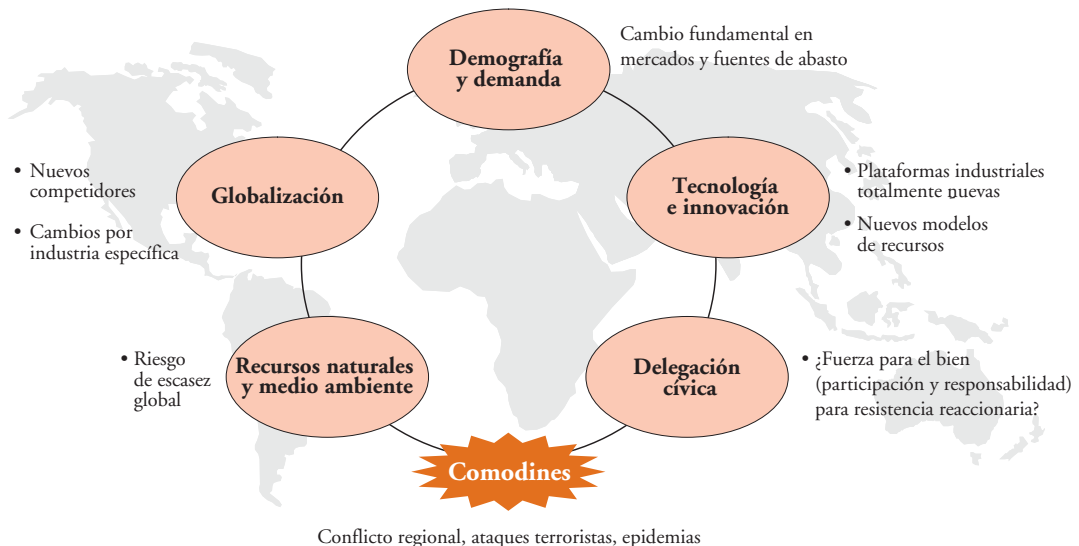 Demografía
y demanda
Cambio fundamental en
mercados y fuentes de abasto
• Nuevos
competidores
• Cambios por
industria específica
Globalización
Tecnología
e innovación
• Plataformas industriales
totalmente nuevas
• Nuevos modelos
de recursos
• Riesgo
de escasez
global
Recursos naturales
y medio ambiente
Delegación
cívica
• ¿Fuerza para el bien
(participación y responsabilidad)
para resistencia reaccionaria?
Comodines
Conflicto regional, ataques terroristas, epidemias